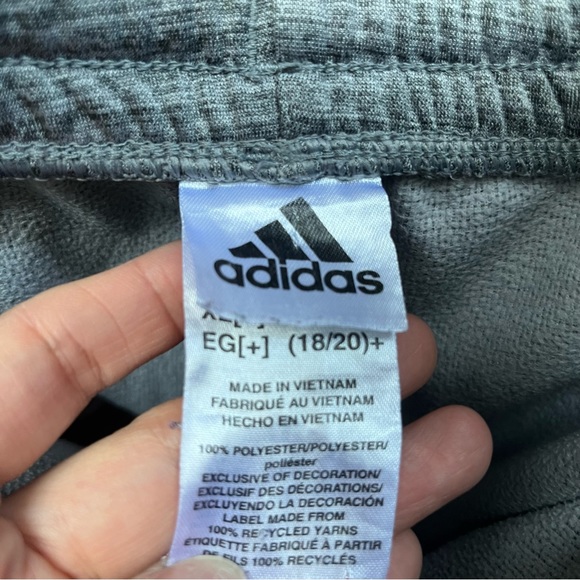 adidas
EG[+] (18/20)+
MADE IN VIETNAM
FABRIQUÉ AU VIETNAM
HECHO EN VIETNAM
100% POLYESTER/POLYESTER/
poliéster
EXCLUSIVE OF DECORATION/
EXCLUSIF DES DÉCORATIONS/
EXCLUYENDO LA DECORACIÓN
LABEL MADE FROM
100% RECYCLED YARNS
ÉTIQUETTE FABRIQUÉ À PARTIR
DE FILS 100% RECYCLÉS